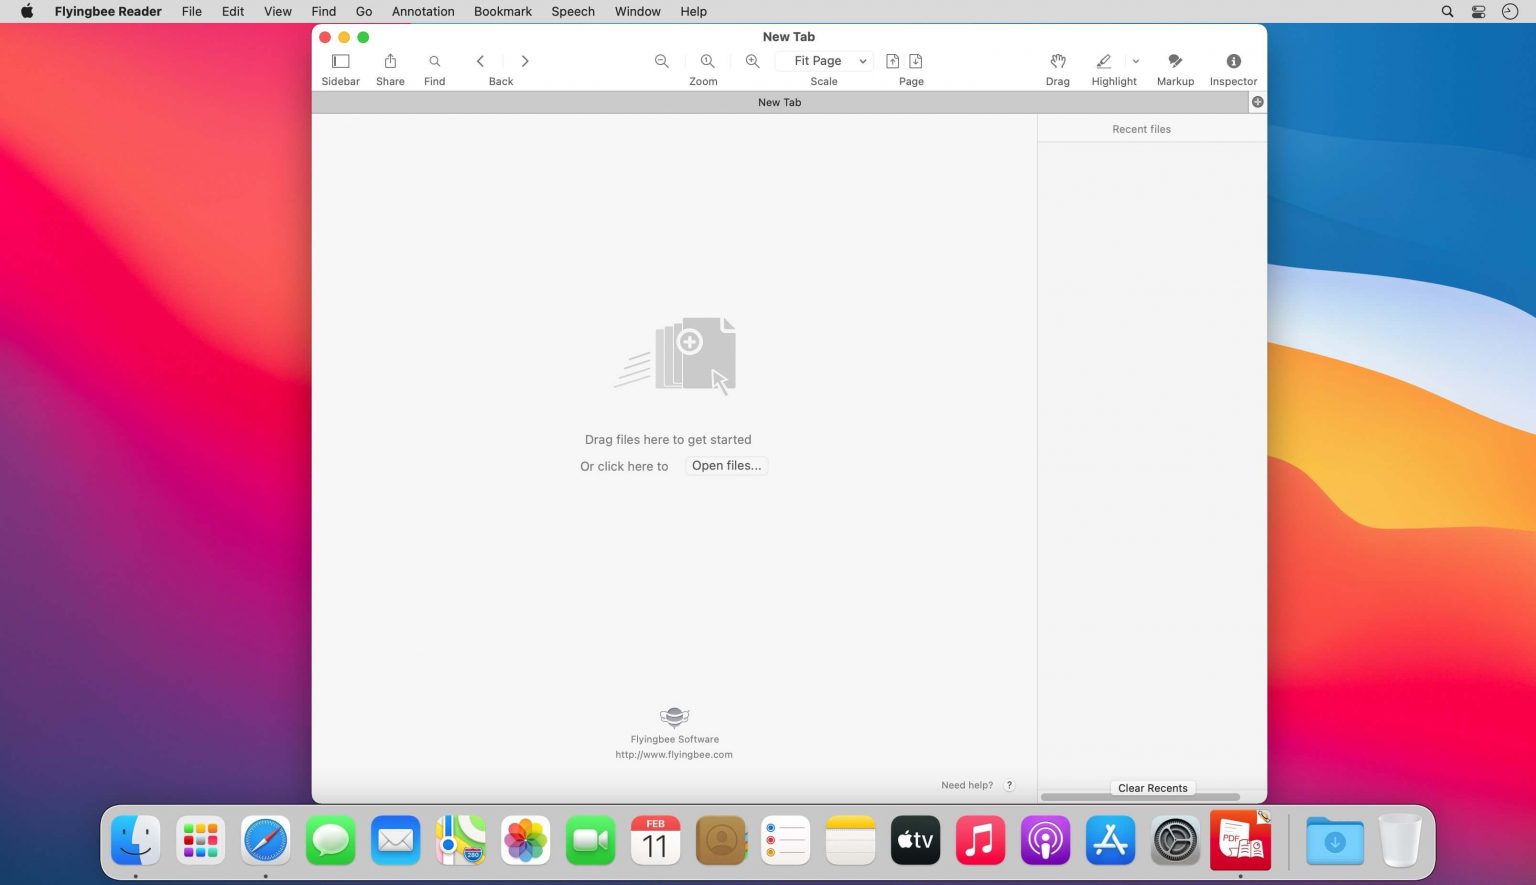 Flyingbee Reader File Edit View Find Go Annotation Bookmark Speech Window Help
New Tab
Fit Page
Sidebar Share Find Back Zoom Scale Page Drag Highlight Markup Inspector
New Tab
Recent files
Drag files here to get started
Or click here to Open files...
Flyingbee Software
http://www.flyingbee.com
Need help? ?
Clear Recents
FEB
11
280
tv
PDF